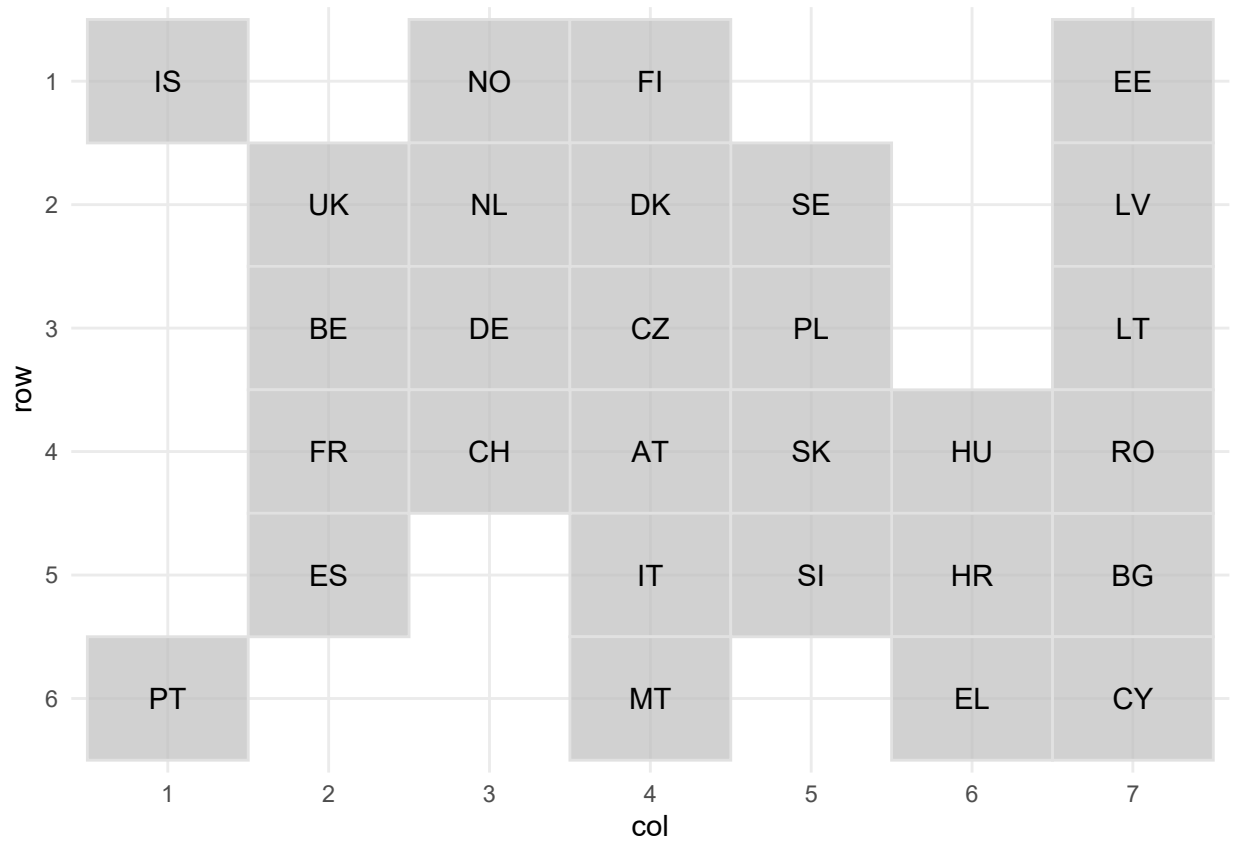 1 IS NO FI EE
2 UK NL DK SE LV
3 BE DE CZ PL LT
row
4 FR CH AT SK HU RO
5 ES IT SI HR BG
6 PT MT EL CY
1 2 3 4 5 6 7
col